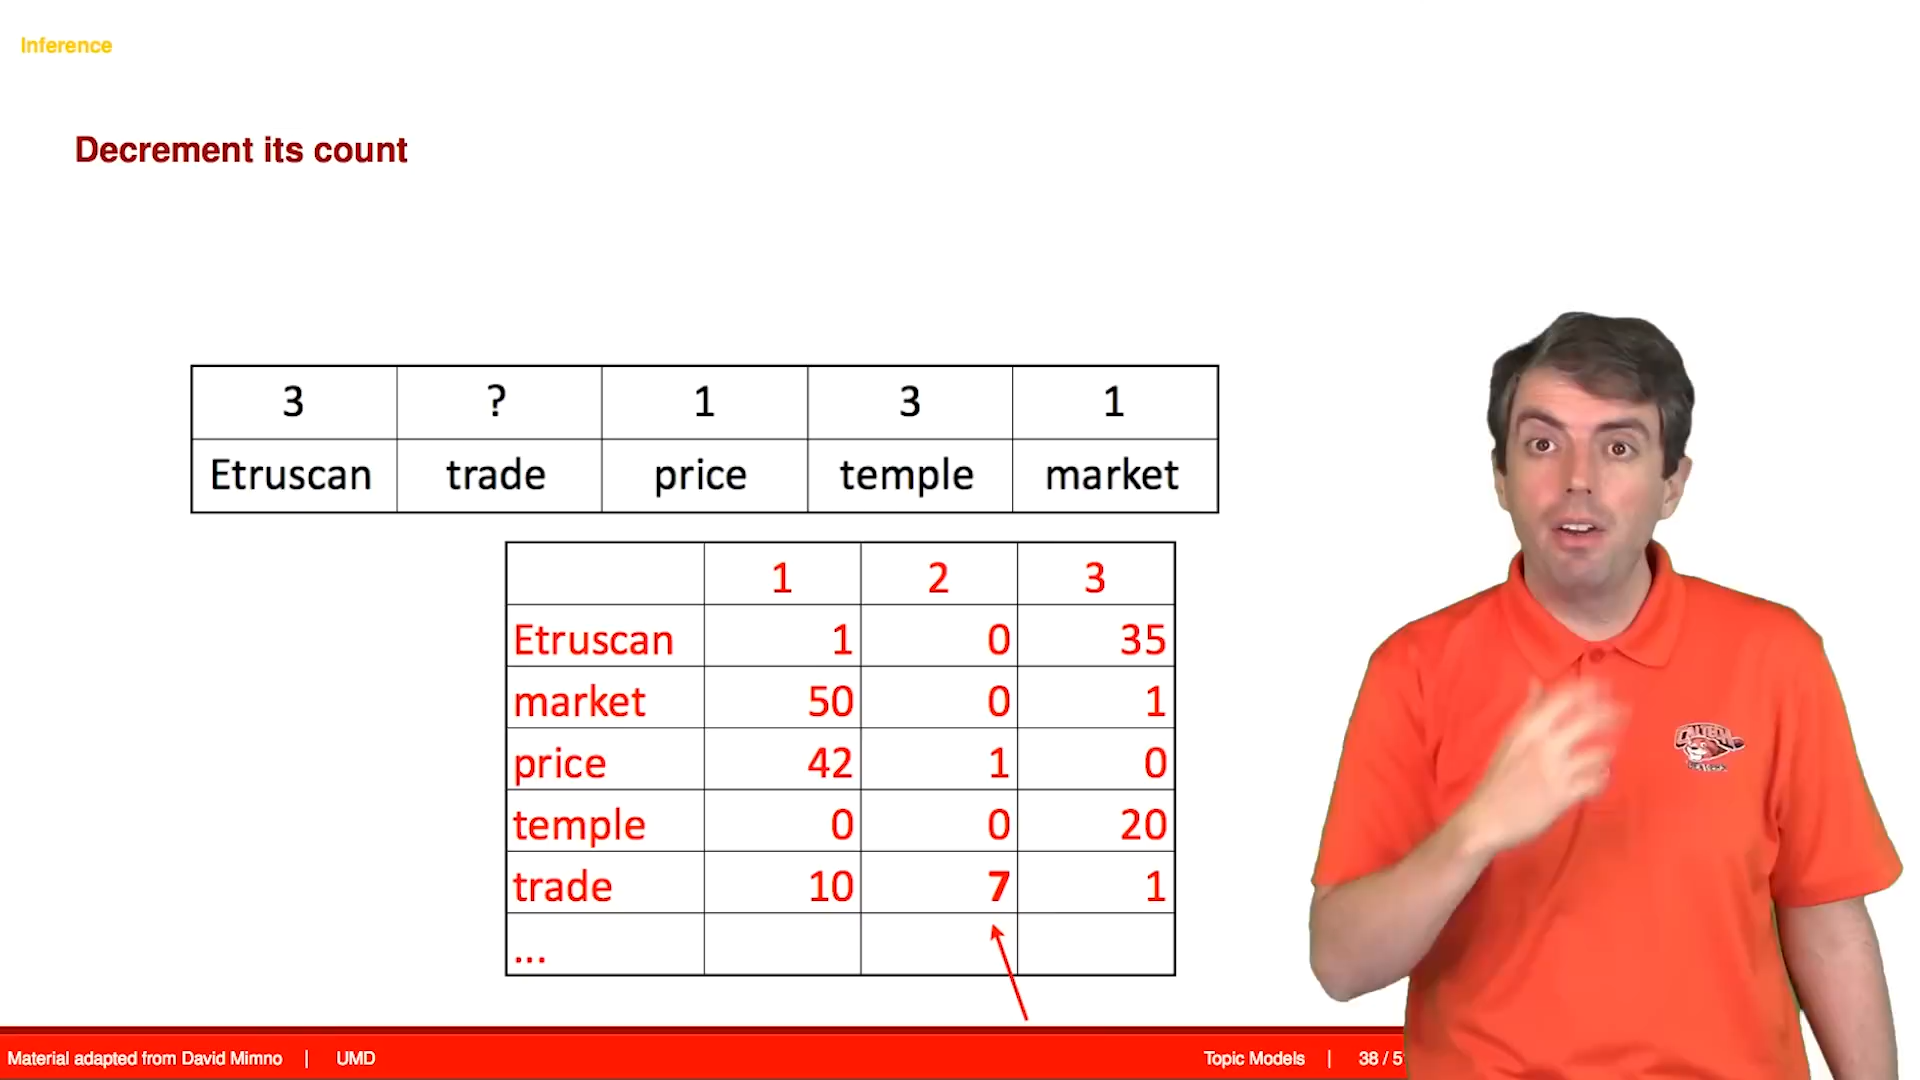 Inference
Decrement its count
3 ? 1 3 1
Etruscan trade price temple market
1 2 3
Etruscan 1 0 35
market 50 0 1
price 42 1 0
temple 0 0 20
trade 10 7 1
...
Material adapted from David Mimno | UMD Topic Models | 38 / 5